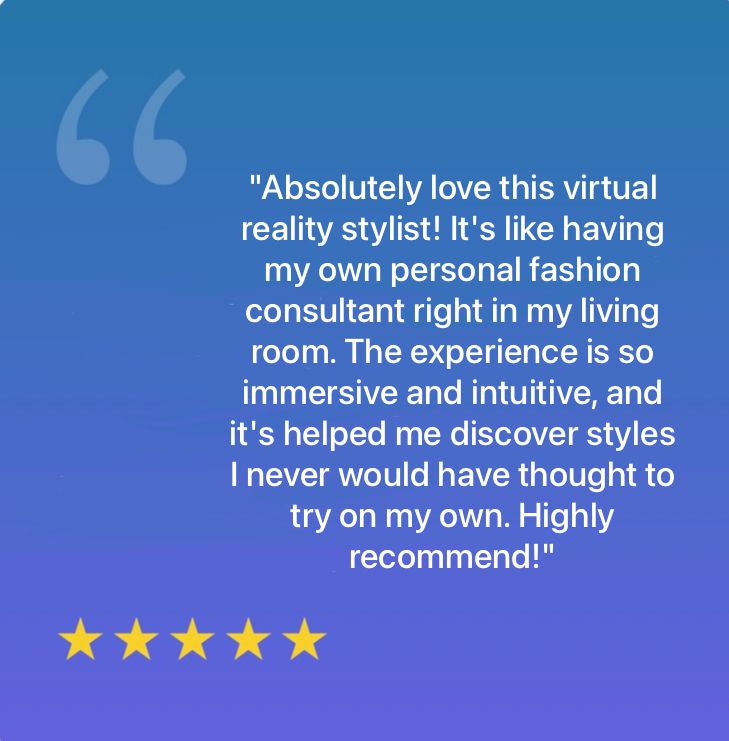 "Absolutely love this virtual
reality stylist! It's like having
my own personal fashion
consultant right in my living
room. The experience is so
immersive and intuitive, and
it's helped me discover styles
I never would have thought to
try on my own. Highly
recommend!"